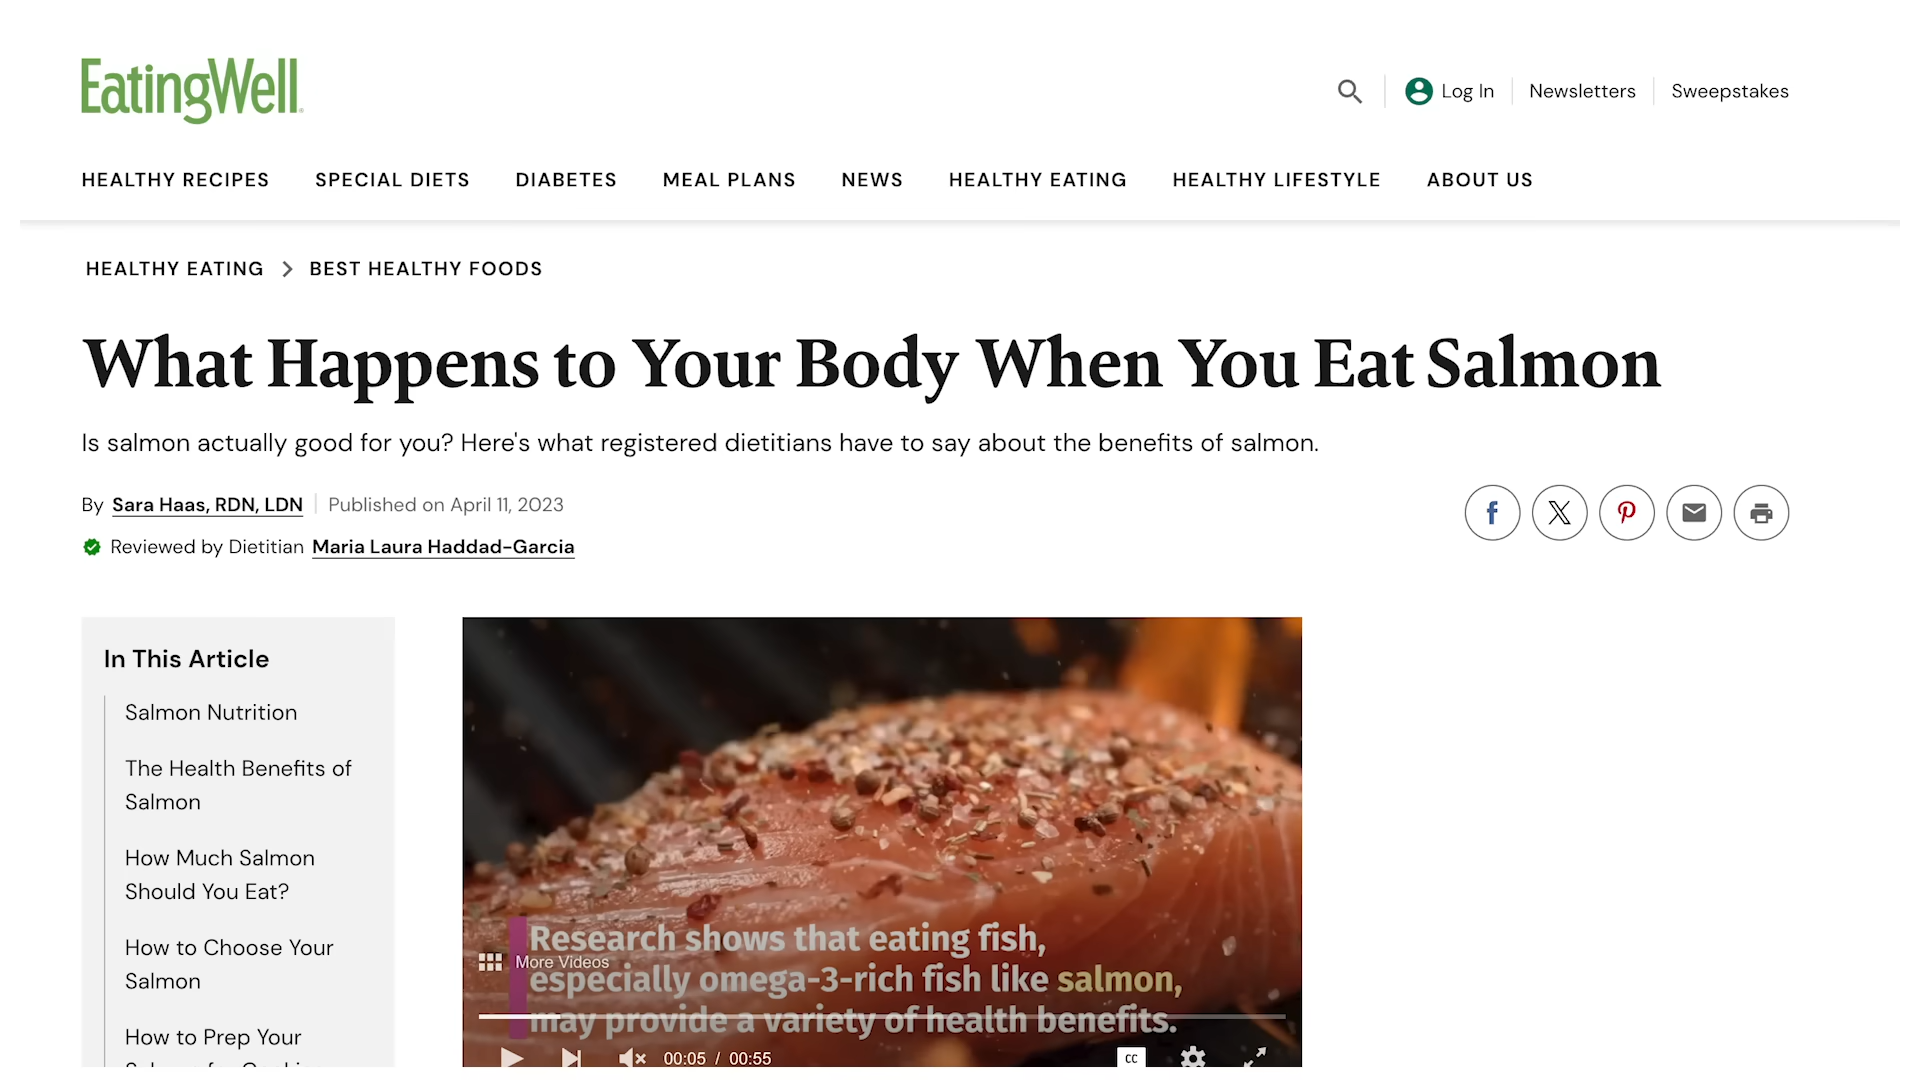 EatingWell
Log In
Newsletters
Sweepstakes
HEALTHY RECIPES
SPECIAL DIETS
DIABETES
MEAL PLANS
NEWS
HEALTHY EATING
HEALTHY LIFESTYLE
ABOUT US
HEALTHY EATING > BEST HEALTHY FOODS
What Happens to Your Body When You Eat Salmon
Is salmon actually good for you? Here's what registered dietitians have to say about the benefits of salmon.
By Sara Haas, RDN, LDN | Published on April 11, 2023
Reviewed by Dietitian Maria Laura Haddad-Garcia
In This Article
Salmon Nutrition
The Health Benefits of
Salmon
How Much Salmon
Should You Eat?
How to Choose Your
Salmon
How to Prep Your
Research shows that eating fish,
More Videos
especially omega-3-rich fish like salmon,
may provide a variety of health benefits.
00:05 / 00:55
CC